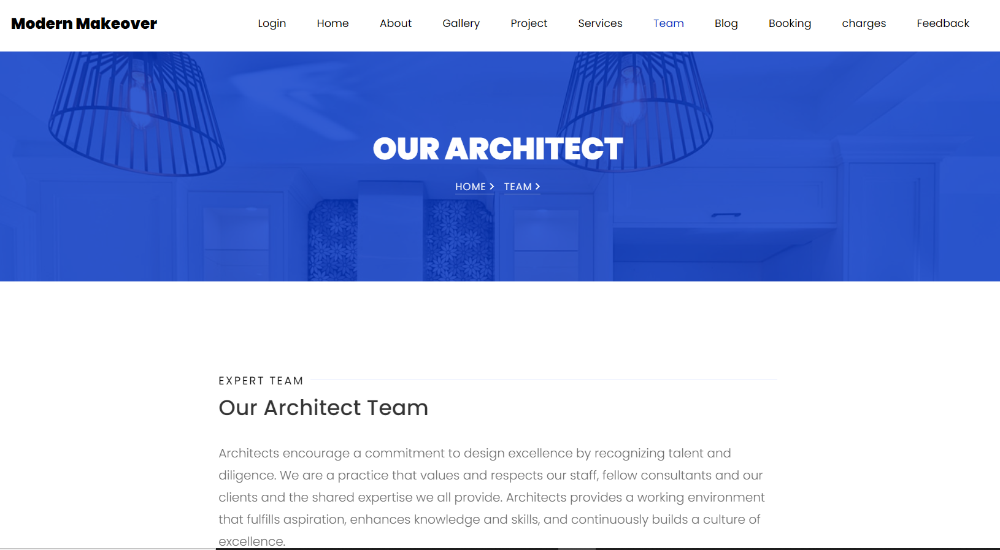 Modern Makeover
Login Home About Gallery Project Services Team Blog Booking charges Feedback
OUR ARCHITECT
HOME > TEAM >
EXPERT TEAM
Our Architect Team
Architects encourage a commitment to design excellence by recognizing talent and
diligence. We are a practice that values and respects our staff, fellow consultants and our
clients and the shared expertise we all provide. Architects provides a working environment
that fulfills aspiration, enhances knowledge and skills, and continuously builds a culture of
excellence.